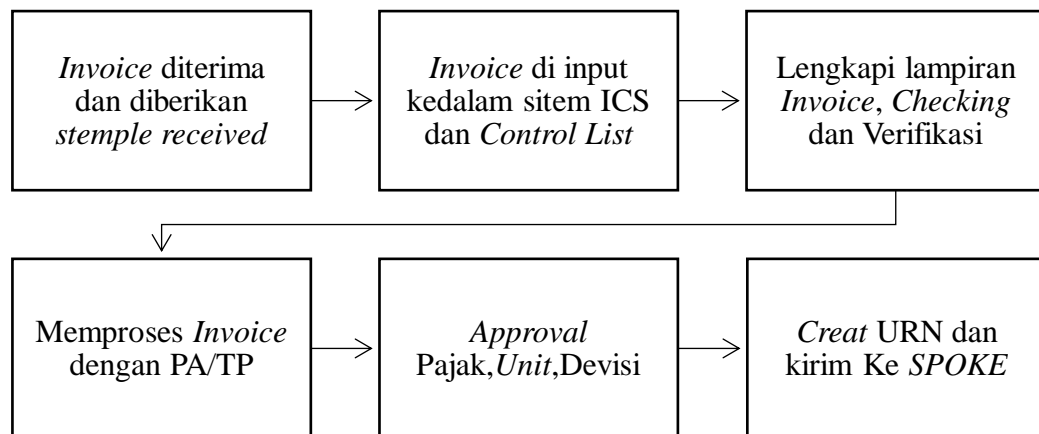 Invoice diterima
dan diberikan
stemple received
Invoice di input
kedalam sitem ICS
dan Control List
Lengkapi lampiran
Invoice, Checking
dan Verifikasi
Memproses Invoice
dengan PA/TP
Approval
Pajak,Unit,Devisi
Creat URN dan
kirim Ke SPOKE